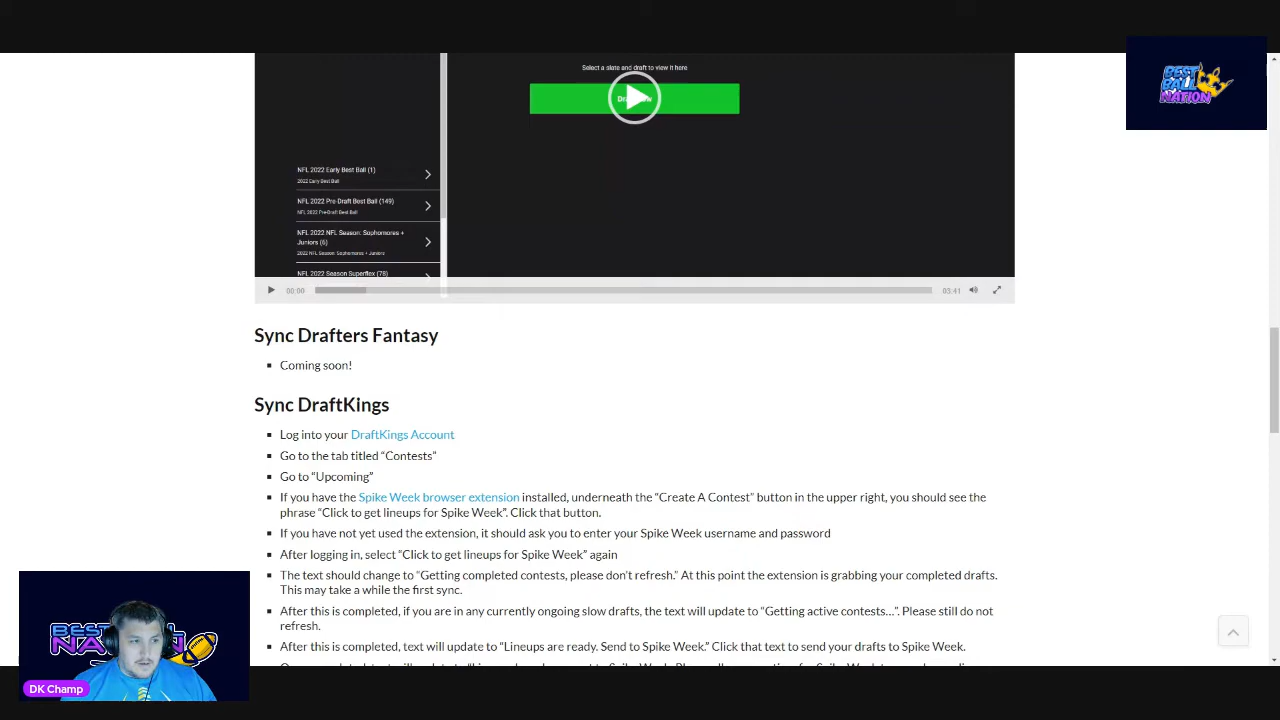 Select a slate and draft to view it here
BEST
BALL
NATION
NFL 2022 Early Best Ball (1)
2022 Early Best Ball
NFL 2022 Pre-Draft Best Ball (149)
NFL 2022 Pre-Draft Best Ball
NFL 2022 NFL Season: Sophomores +
Juniors (6)
2022 NFL Season: Sophomores + Juniors
NFL 2022 Season Superflex (78)
00:00
03:41
Sync Drafters Fantasy
▪ Coming soon!
Sync DraftKings
▪ Log into your DraftKings Account
▪ Go to the tab titled “Contests”
▪ Go to “Upcoming”
▪ If you have the Spike Week browser extension installed, underneath the “Create A Contest” button in the upper right, you should see the
phrase “Click to get lineups for Spike Week”. Click that button.
▪ If you have not yet used the extension, it should ask you to enter your Spike Week username and password
▪ After logging in, select “Click to get lineups for Spike Week” again
▪ The text should change to “Getting completed contests, please don’t refresh.” At this point the extension is grabbing your completed drafts.
This may take a while the first sync.
▪ After this is completed, if you are in any currently ongoing slow drafts, the text will update to “Getting active contests…”. Please still do not
refresh.
▪ After this is completed, text will update to “Lineups are ready. Send to Spike Week.” Click that text to send your drafts to Spike Week.
DK Champ